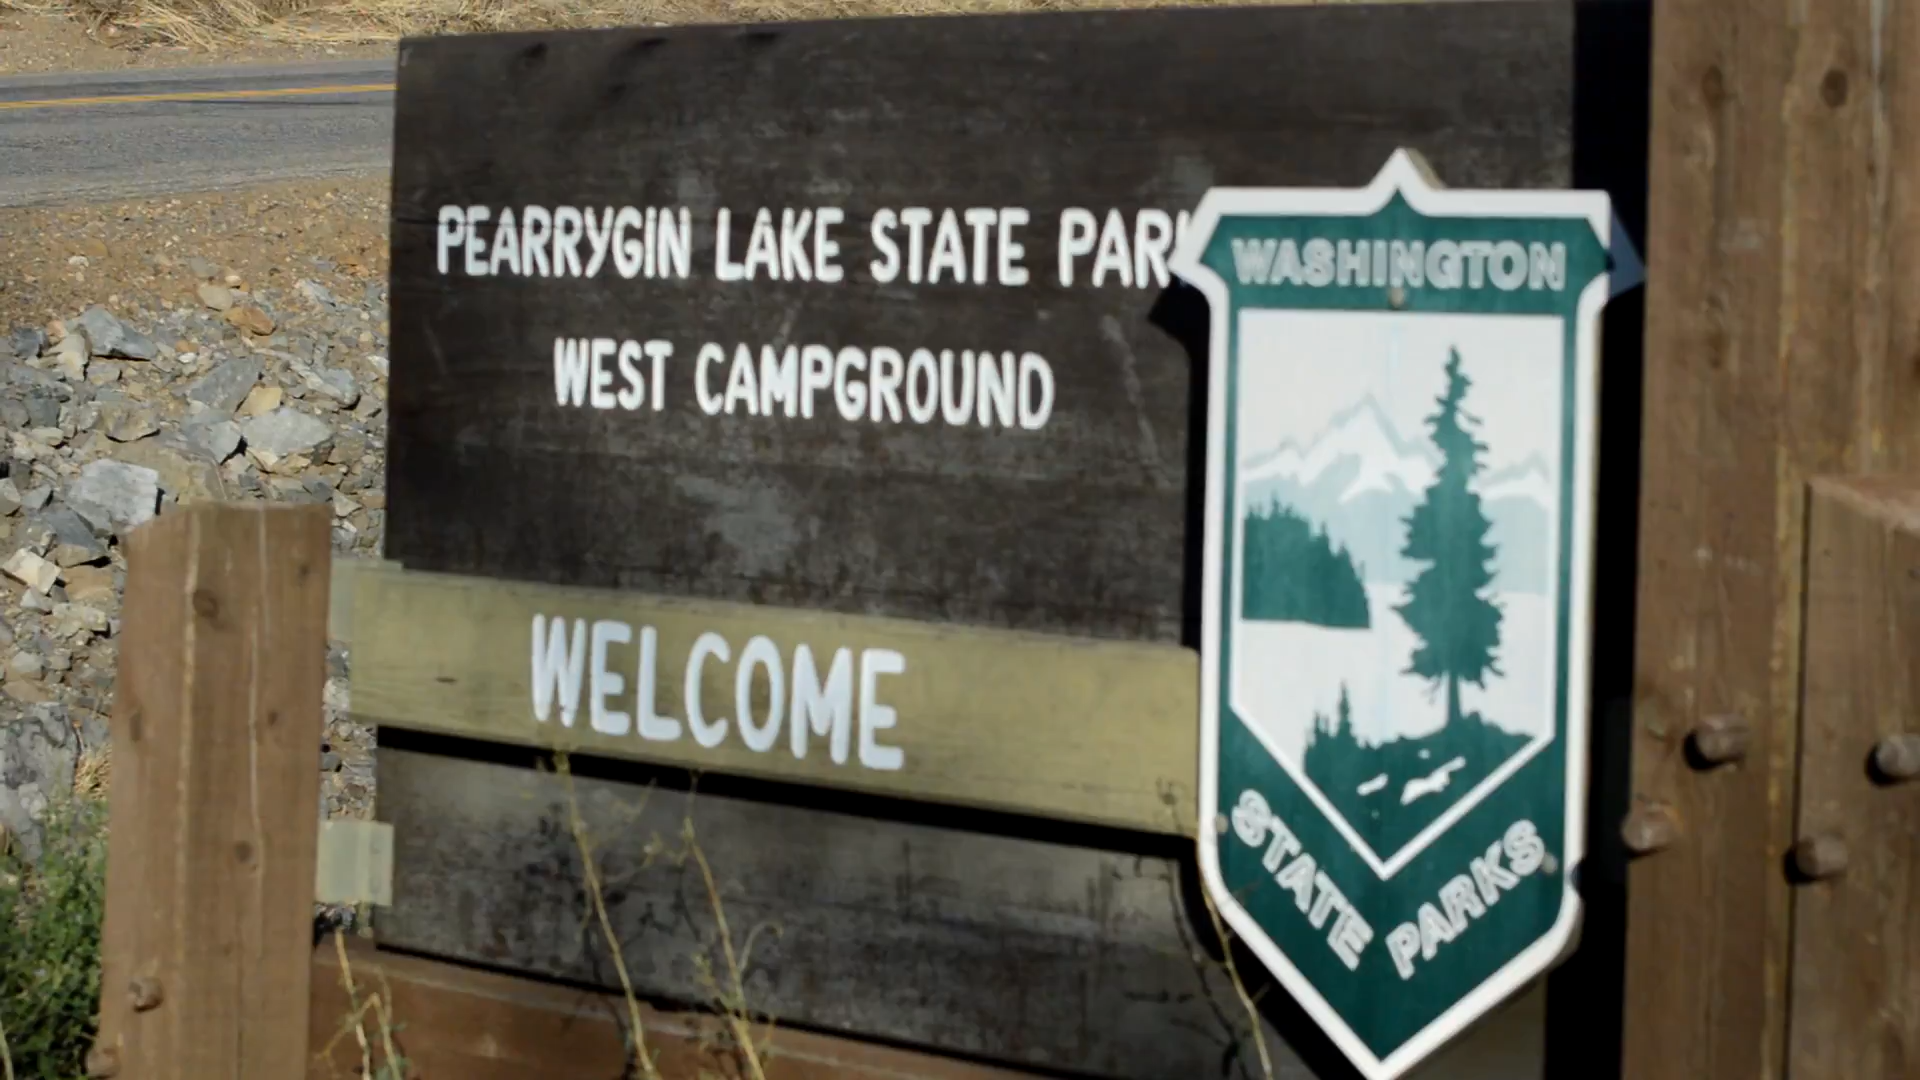 PEARRYGIN LAKE STATE PARK
WEST CAMPGROUND
WELCOME
WASHINGTON
STATE PARKS